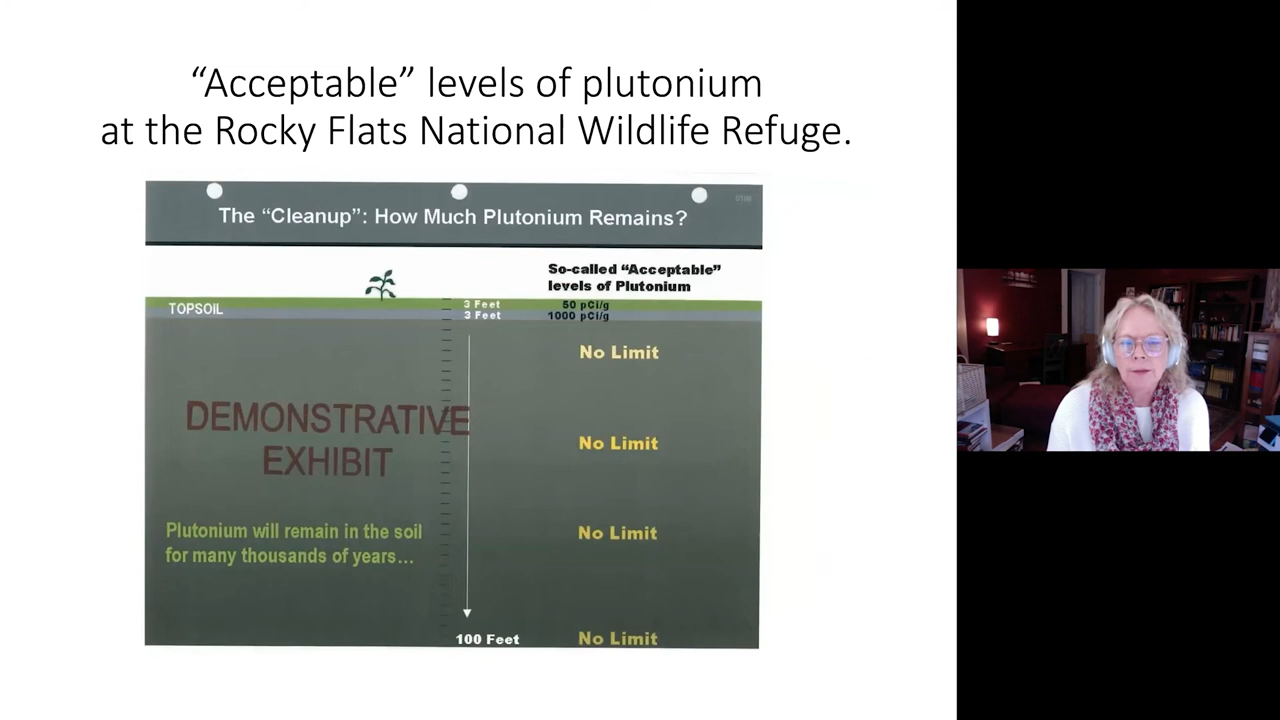 “Acceptable” levels of plutonium
at the Rocky Flats National Wildlife Refuge.
The “Cleanup”: How Much Plutonium Remains?
So-called “Acceptable”
levels of Plutonium
TOPSOIL
3 Feet 50 pCi/g
3 Feet 1000 pCi/g
No Limit
DEMONSTRATIVE
EXHIBIT
No Limit
Plutonium will remain in the soil
for many thousands of years...
No Limit
100 Feet No Limit